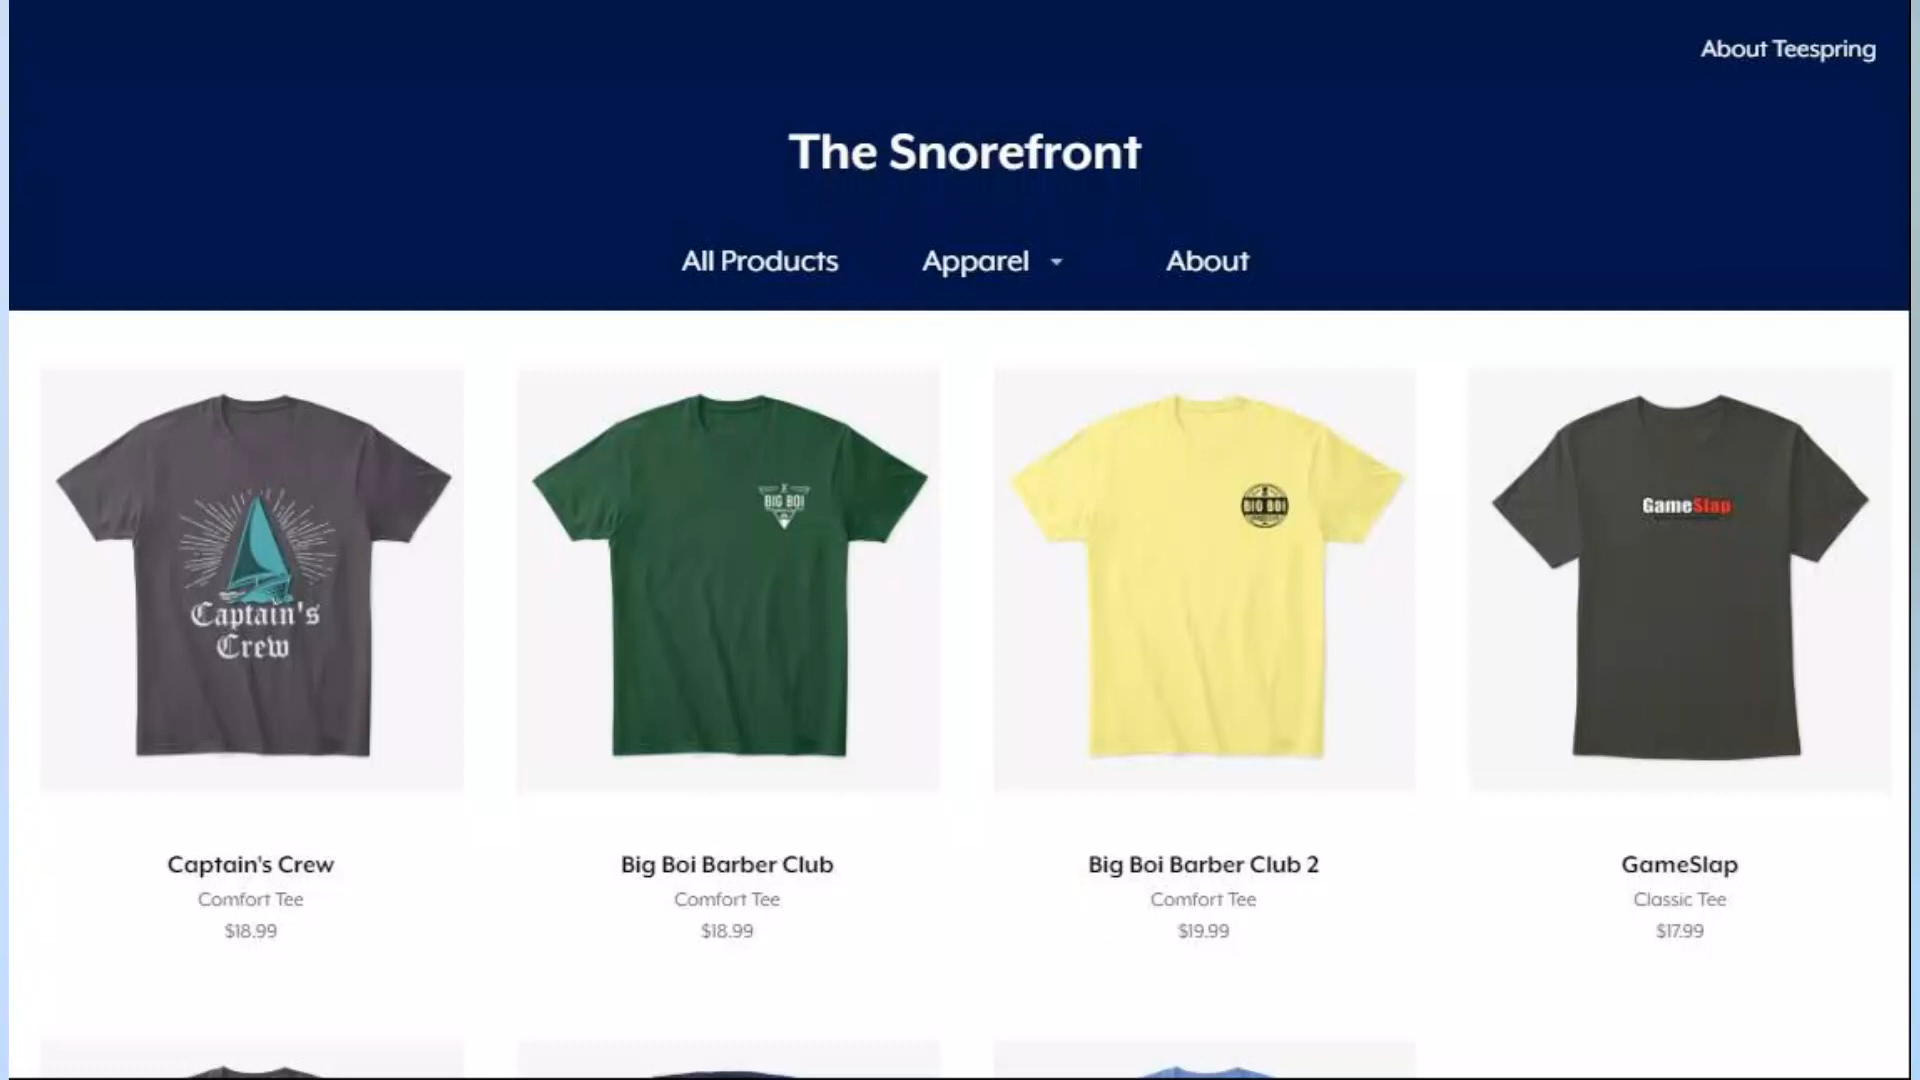 About Teespring
The Snorefront
All Products
Apparel
About
Captain's
Crew
BIG BOI
BIG BOI
GameSlap
Captain's Crew
Comfort Tee
$18.99
Big Boi Barber Club
Comfort Tee
$18.99
Big Boi Barber Club 2
Comfort Tee
$19.99
GameSlap
Classic Tee
$17.99